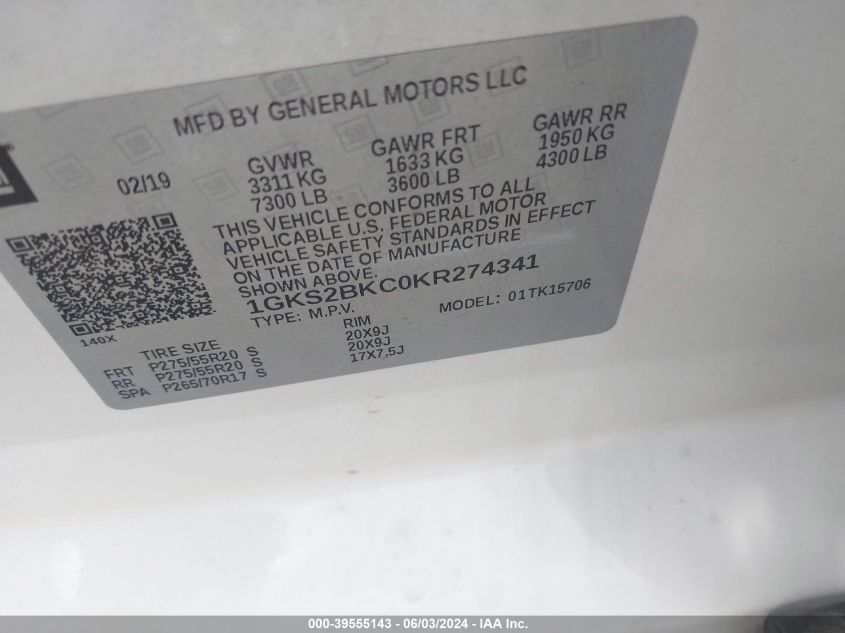 MFD BY GENERAL MOTORS LLC
02/19
GVWR
3311 KG
7300 LB
GAWR FRT
1633 KG
3600 LB
GAWR RR
1950 KG
4300 LB
THIS VEHICLE CONFORMS TO ALL
APPLICABLE U.S. FEDERAL MOTOR
VEHICLE SAFETY STANDARDS IN EFFECT
ON THE DATE OF MANUFACTURE
SHOWN ABOVE.
1GKS2BKC0KR274341
TYPE: M.P.V.
MODEL: 01TK15706
140X
TIRE SIZE RIM
FRT P275/55R20 S 20X9J
RR P275/55R20 S 20X9J
SPA P265/70R17 S 17X7,5J
000-39555143 - 06/03/2024 - IAA Inc.